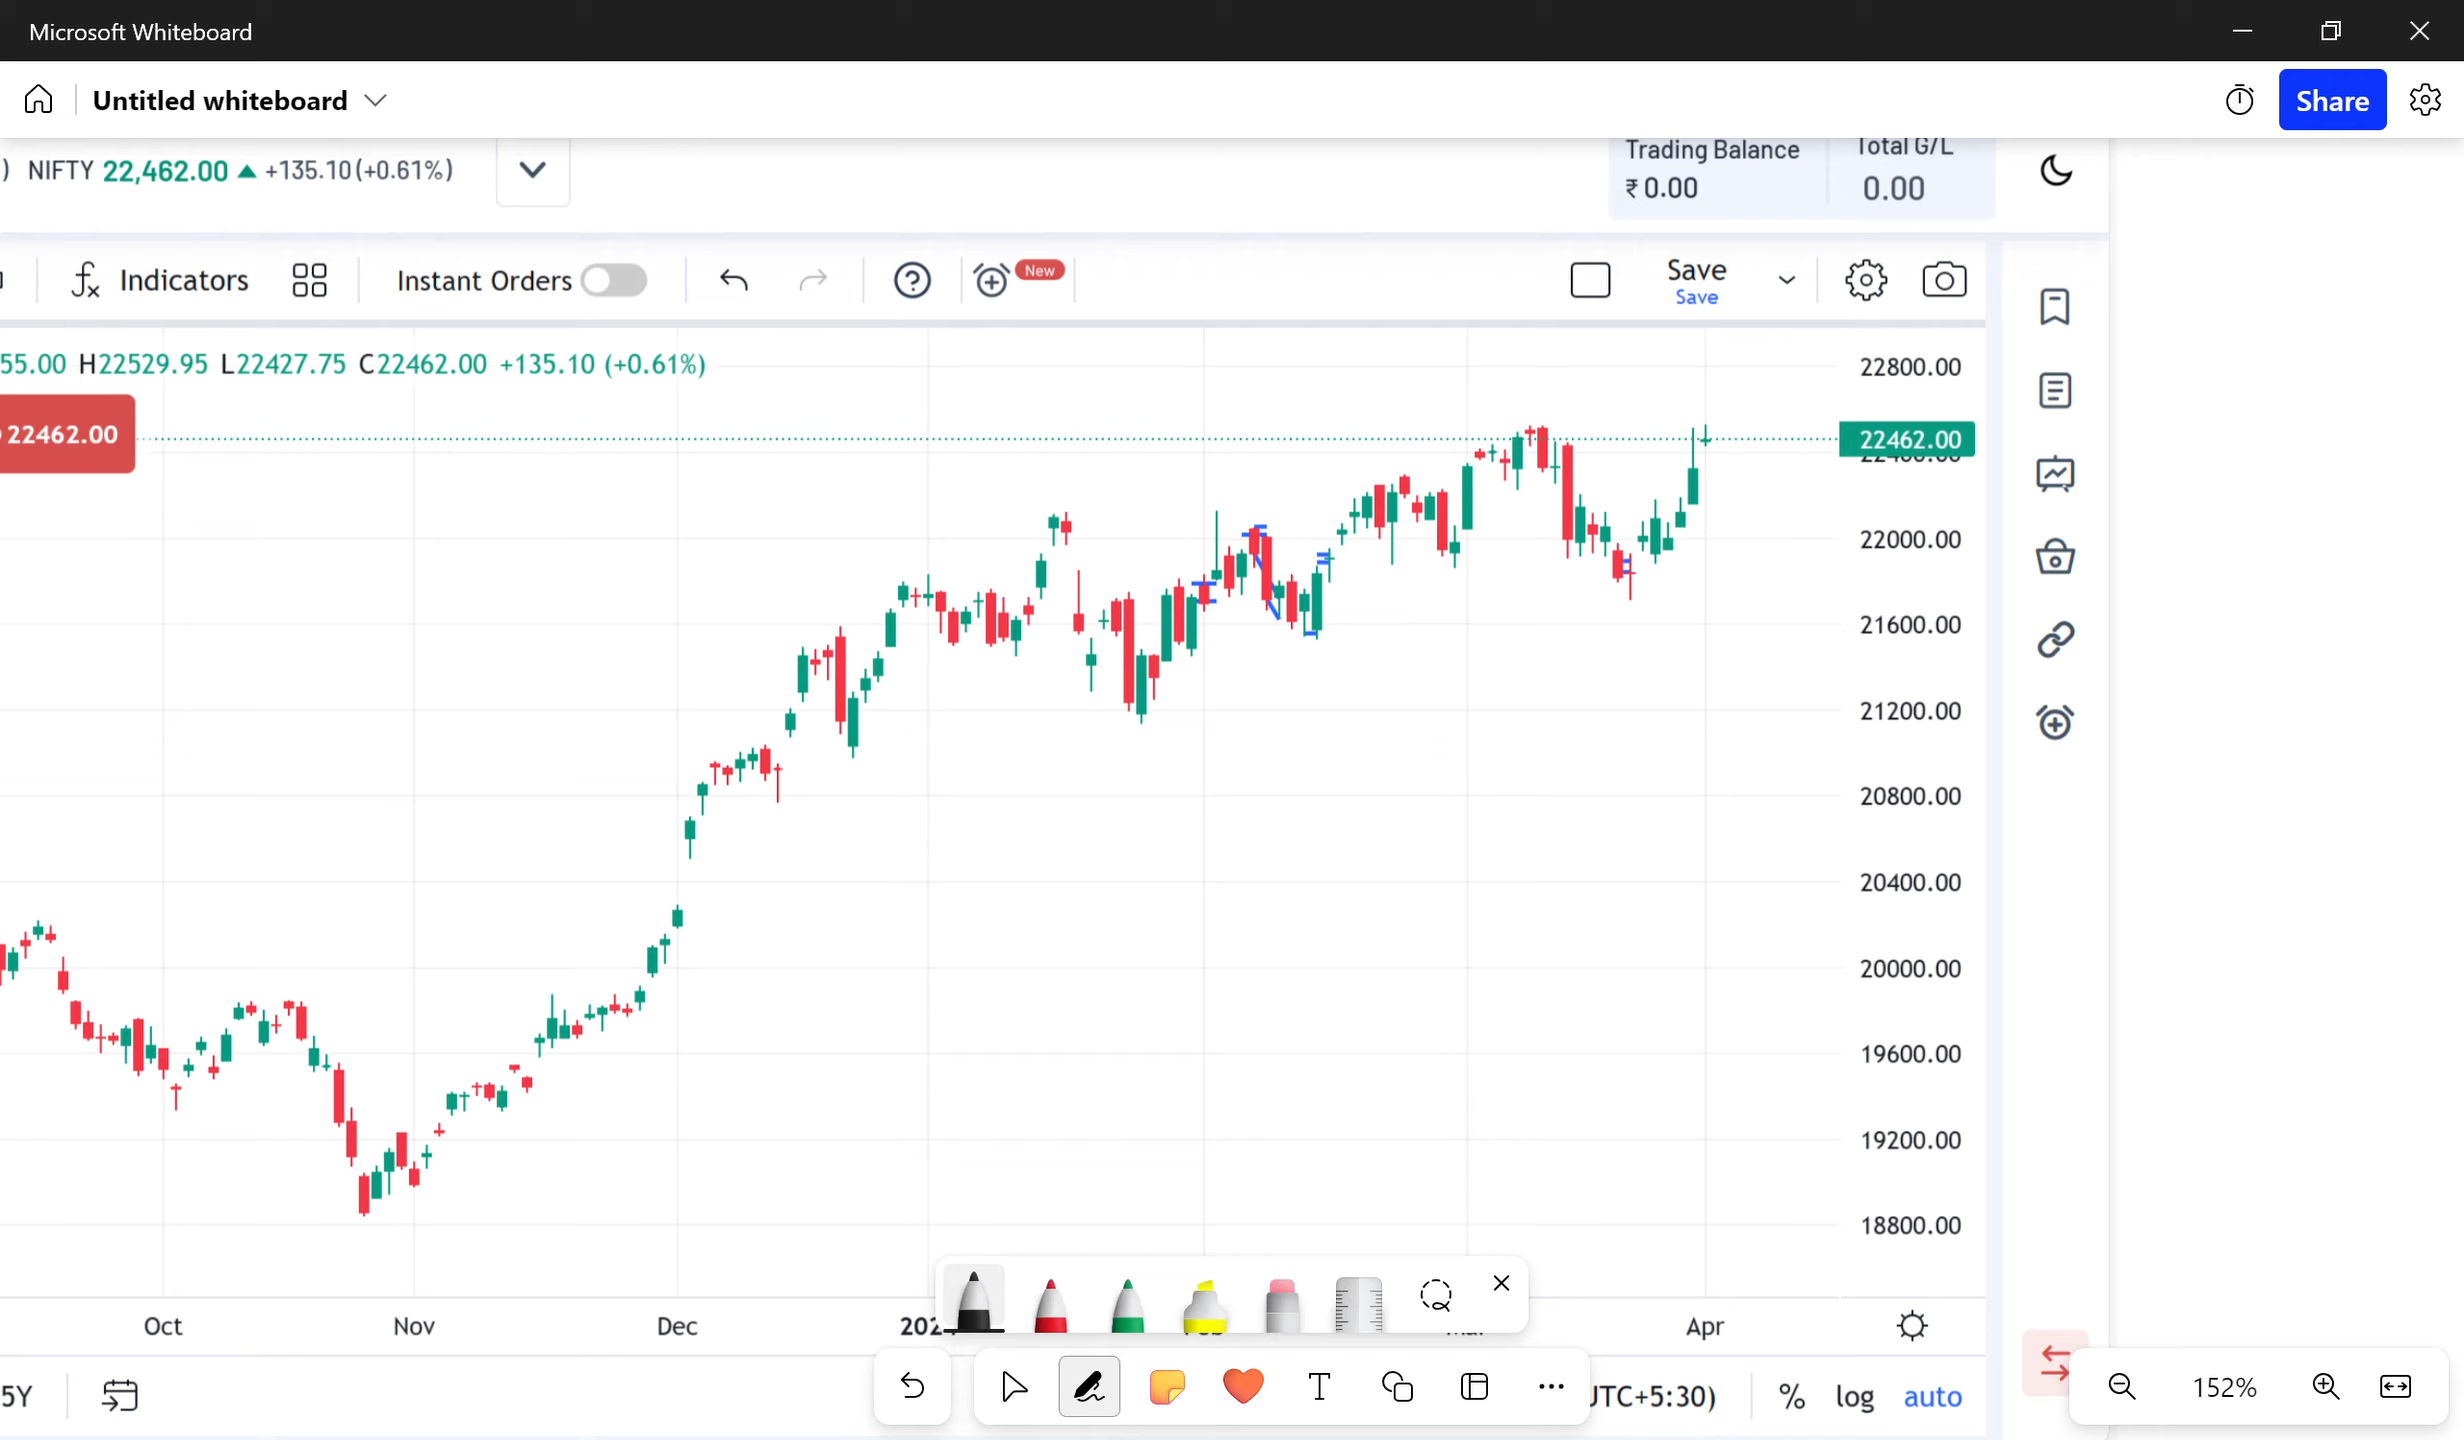 Microsoft Whiteboard
Untitled whiteboard
Share
) NIFTY 22,462.00 +135.10(+0.61%)
Trading Balance
₹ 0.00
Total G/L
0.00
Indicators
Instant Orders
New
Save
Save
55.00 H22529.95 L22427.75 C22462.00 +135.10 (+0.61%)
22462.00
22800.00
22462.00
22000.00
21600.00
21200.00
20800.00
20400.00
20000.00
19600.00
19200.00
18800.00
Oct
Nov
Dec
Apr
5Y
UTC+5:30)
%
log
auto
152%